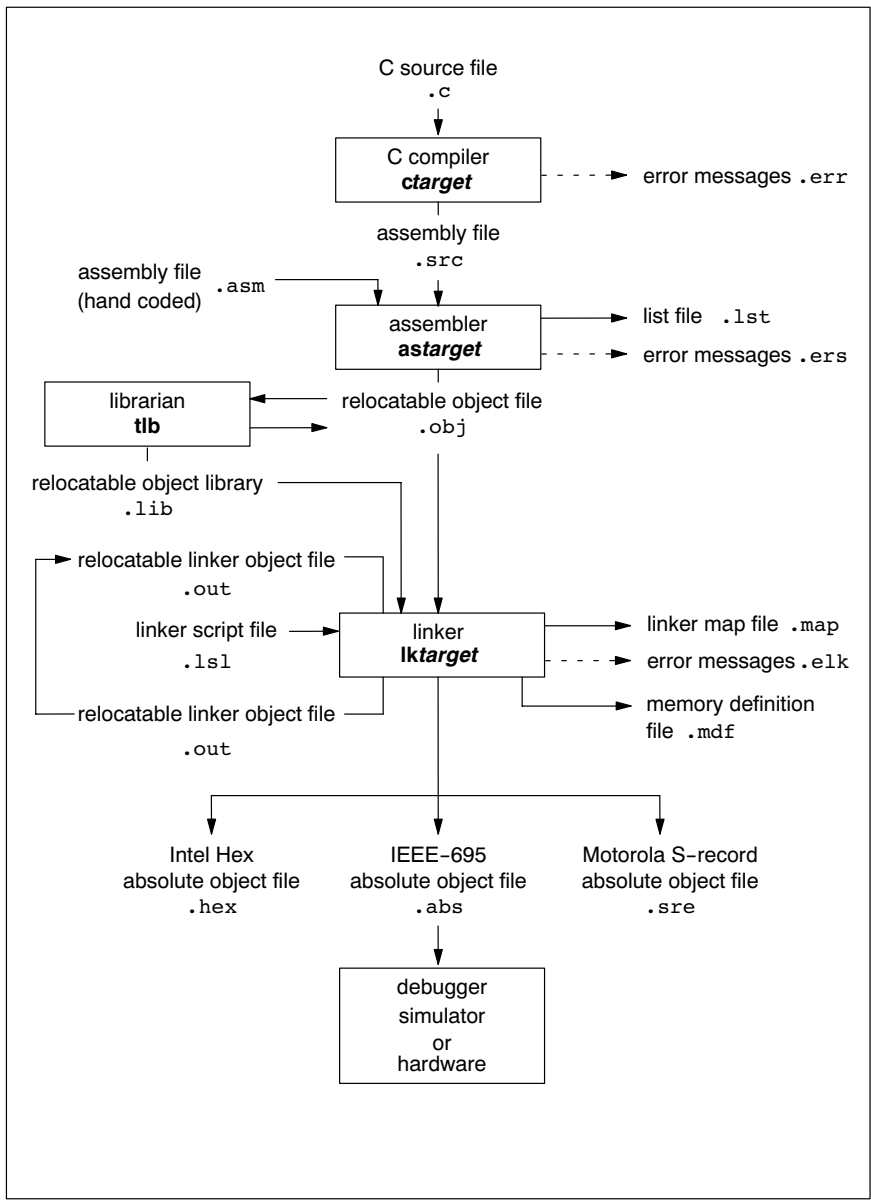 C source file
.c
C compiler
ctarget
error messages .err
assembly file
.src
assembly file
(hand coded)
.asm
assembler
astarget
list file .lst
error messages .ers
librarian
tlb
relocatable object file
.obj
relocatable object library
.lib
relocatable linker object file
.out
linker script file
.lsl
linker
lktarget
linker map file .map
error messages .elk
memory definition
file .mdf
relocatable linker object file
.out
Intel Hex
absolute object file
.hex
IEEE-695
absolute object file
.abs
Motorola S-record
absolute object file
.sre
debugger
simulator
or
hardware